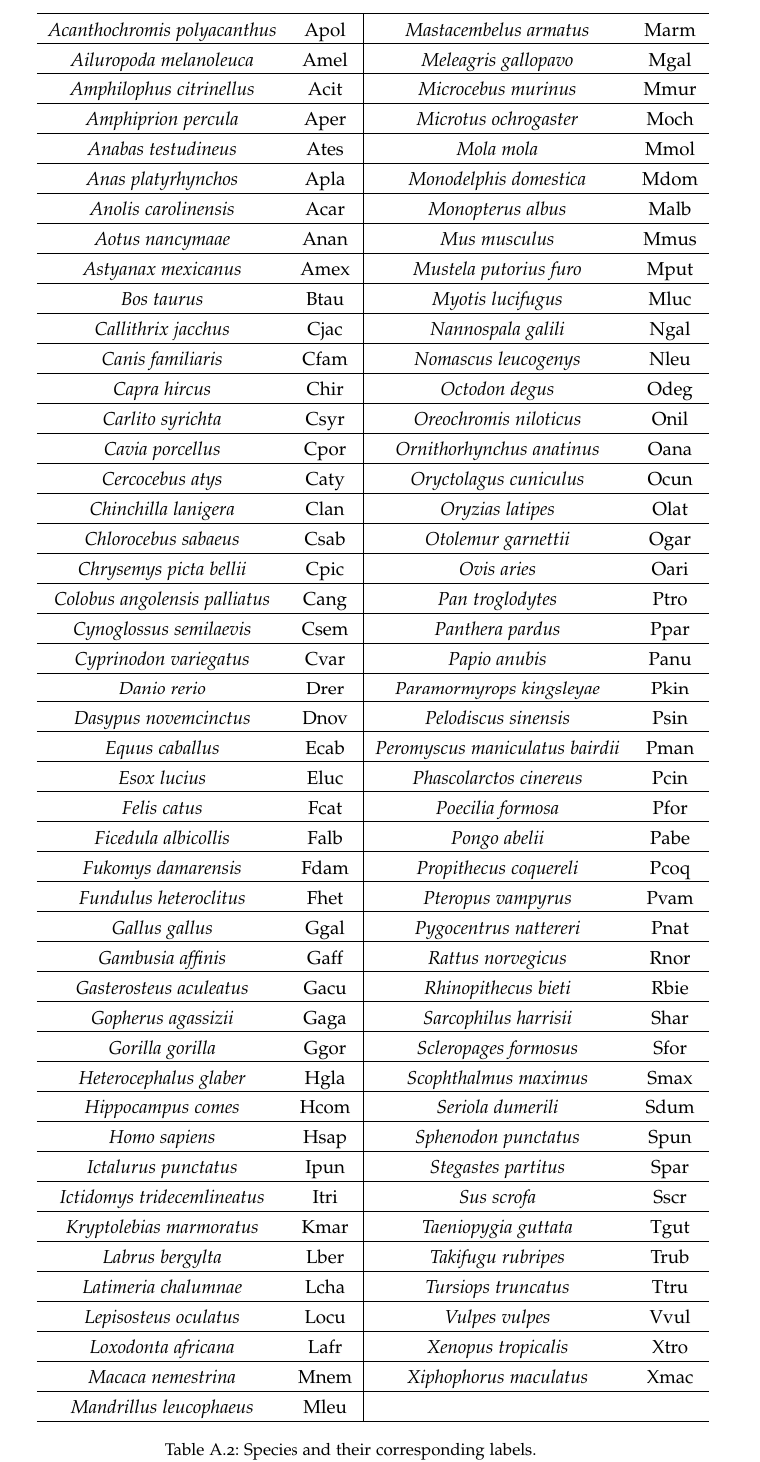 Acanthochromis polyacanthus Apol Mastacembelus armatus Marm
Ailuropoda melanoleuca Amel Meleagris gallopavo Mgal
Amphilophus citrinellus Acit Microcebus murinus Mmur
Amphiprion percula Aper Microtus ochrogaster Moch
Anabas testudineus Ates Mola mola Mmol
Anas platyrhynchos Apla Monodelphis domestica Mdom
Anolis carolinensis Acar Monopterus albus Malb
Aotus nancymaae Anan Mus musculus Mmus
Astyanax mexicanus Amex Mustela putorius furo Mput
Bos taurus Btau Myotis lucifugus Mluc
Callithrix jacchus Cjac Nannospala galili Ngal
Canis familiaris Cfam Nomascus leucogenys Nleu
Capra hircus Chir Octodon degus Odeg
Carlito syrichta Csyr Oreochromis niloticus Onil
Cavia porcellus Cpor Ornithorhynchus anatinus Oana
Cercocebus atys Caty Oryctolagus cuniculus Ocun
Chinchilla lanigera Clan Oryzias latipes Olat
Chlorocebus sabaeus Csab Otolemur garnettii Ogar
Chrysemys picta bellii Cpic Ovis aries Oari
Colobus angolensis palliatus Cang Pan troglodytes Ptro
Cynoglossus semilaevis Csem Panthera pardus Ppar
Cyprinodon variegatus Cvar Papio anubis Panu
Danio rerio Drer Paramormyrops kingsleyae Pkin
Dasypus novemcinctus Dnov Pelodiscus sinensis Psin
Equus caballus Ecab Peromyscus maniculatus bairdii Pman
Esox lucius Eluc Phascolarctos cinereus Pcin
Felis catus Fcat Poecilia formosa Pfor
Ficedula albicollis Falb Pongo abelii Pabe
Fukomys damarensis Fdam Propithecus coquereli Pcoq
Fundulus heteroclitus Fhet Pteropus vampyrus Pvam
Gallus gallus Ggal Pygocentrus nattereri Pnat
Gambusia affinis Gaff Rattus norvegicus Rnor
Gasterosteus aculeatus Gacu Rhinopithecus bieti Rbie
Gopherus agassizii Gaga Sarcophilus harrisii Shar
Gorilla gorilla Ggor Scleropages formosus Sfor
Heterocephalus glaber Hgla Scophthalmus maximus Smax
Hippocampus comes Hcom Seriola dumerili Sdum
Homo sapiens Hsap Sphenodon punctatus Spun
Ictalurus punctatus Ipun Stegastes partitus Spar
Ictidomys tridecemlineatus Itri Sus scrofa Sscr
Kryptolebias marmoratus Kmar Taeniopygia guttata Tgut
Labrus bergylta Lber Takifugu rubripes Trub
Latimeria chalumnae Lcha Tursiops truncatus Ttru
Lepisosteus oculatus Locu Vulpes vulpes Vvul
Loxodonta africana Lafr Xenopus tropicalis Xtro
Macaca nemestrina Mnem Xiphophorus maculatus Xmac
Mandrillus leucophaeus Mleu
Table A.2: Species and their corresponding labels.